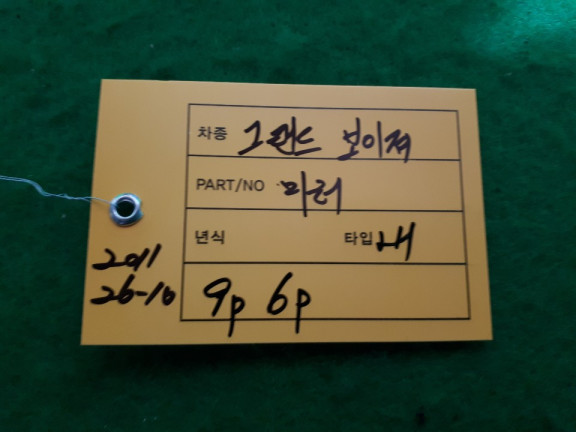 차종 그랜드 보이져
PART/NO 미러
년식 타입 내
9p 6p
2011
26-10